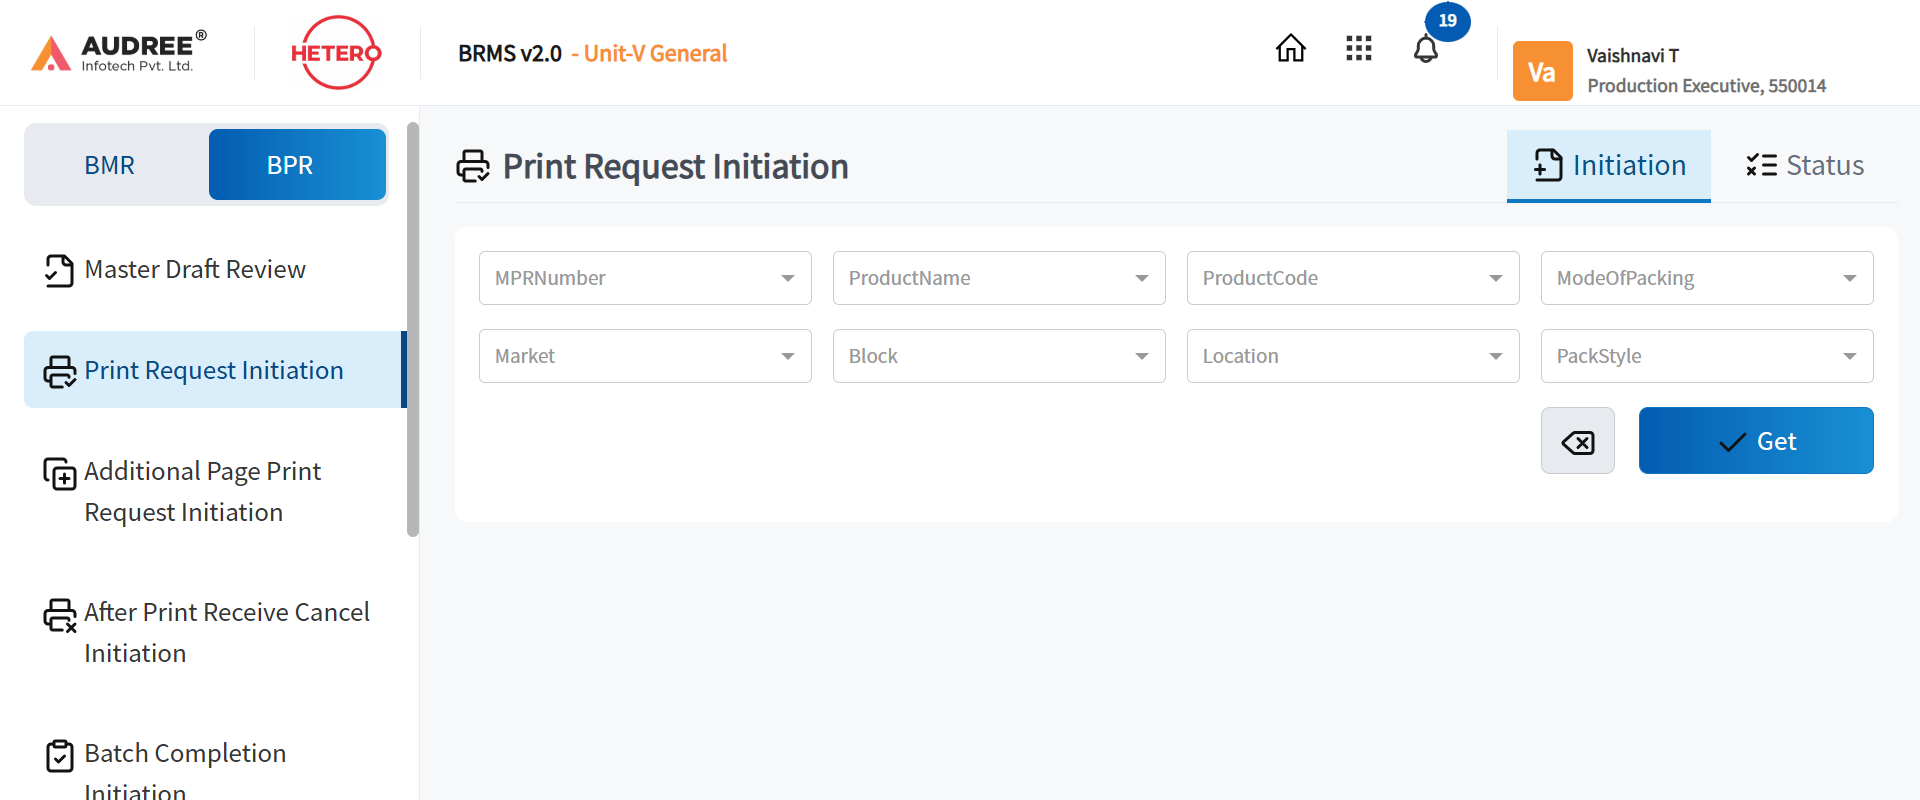 AUDREE®
Infotech Pvt. Ltd.
HETERO
BRMS v2.0 - Unit-V General
19
Va
Vaishnavi T
Production Executive, 550014
BMR
BPR
Master Draft Review
Print Request Initiation
Additional Page Print
Request Initiation
After Print Receive Cancel
Initiation
Batch Completion
Initiation
Print Request Initiation
Initiation
Status
MPRNumber
ProductName
ProductCode
ModeOfPacking
Market
Block
Location
PackStyle
Get